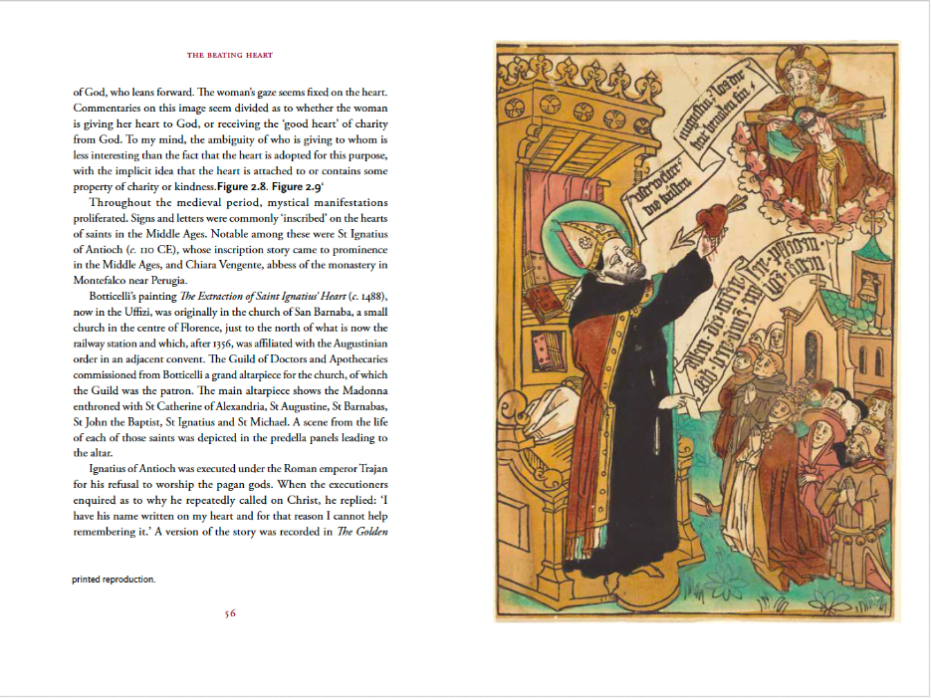 THE BEATING HEART
of God, who leans forward. The woman's gaze seems fixed on the heart.
Commentaries on this image seem divided as to whether the woman
is giving her heart to God, or receiving the 'good heart' of charity
from God. To my mind, the ambiguity of who is giving to whom is
less interesting than the fact that the heart is adopted for this purpose,
with the implicit idea that the heart is attached to or contains some
property of charity or kindness.Figure 2.8. Figure 2.9'
Throughout the medieval period, mystical manifestations
proliferated. Signs and letters were commonly 'inscribed' on the hearts
of saints in the Middle Ages. Notable among these were St Ignatius
of Antioch (c. 110 CE), whose inscription story came to prominence
in the Middle Ages, and Chiara Vengente, abbess of the monastery in
Montefalco near Perugia.
Botticelli's painting The Extraction of Saint Ignatius' Heart (c. 1488),
now in the Uffizi, was originally in the church of San Barnaba, a small
church in the centre of Florence, just to the north of what is now the
railway station and which, after 1356, was affiliated with the Augustinian
order in an adjacent convent. The Guild of Doctors and Apothecaries
commissioned from Botticelli a grand altarpiece for the church, of which
the Guild was the patron. The main altarpiece shows the Madonna
enthroned with St Catherine of Alexandria, St Augustine, St Barnabas,
St John the Baptist, St Ignatius and St Michael. A scene from the life
of each of those saints was depicted in the predella panels leading to
the altar.
Ignatius of Antioch was executed under the Roman emperor Trajan
for his refusal to worship the pagan gods. When the executioners
enquired as to why he repeatedly called on Christ, he replied: 'I
have his name written on my heart and for that reason I cannot help
remembering it.' A version of the story was recorded in The Golden
printed reproduction.
56